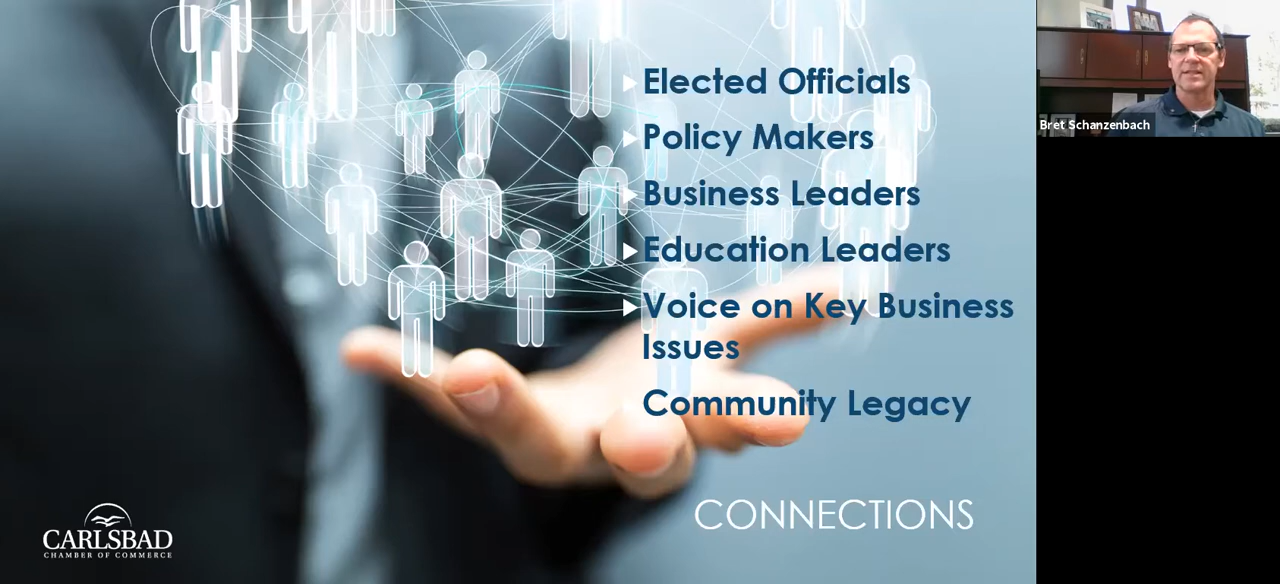 Elected Officials
Policy Makers
Business Leaders
Education Leaders
Voice on Key Business
Issues
Community Legacy
CONNECTIONS
CARLSBAD
CHAMBER OF COMMERCE
Bret Schanzenbach